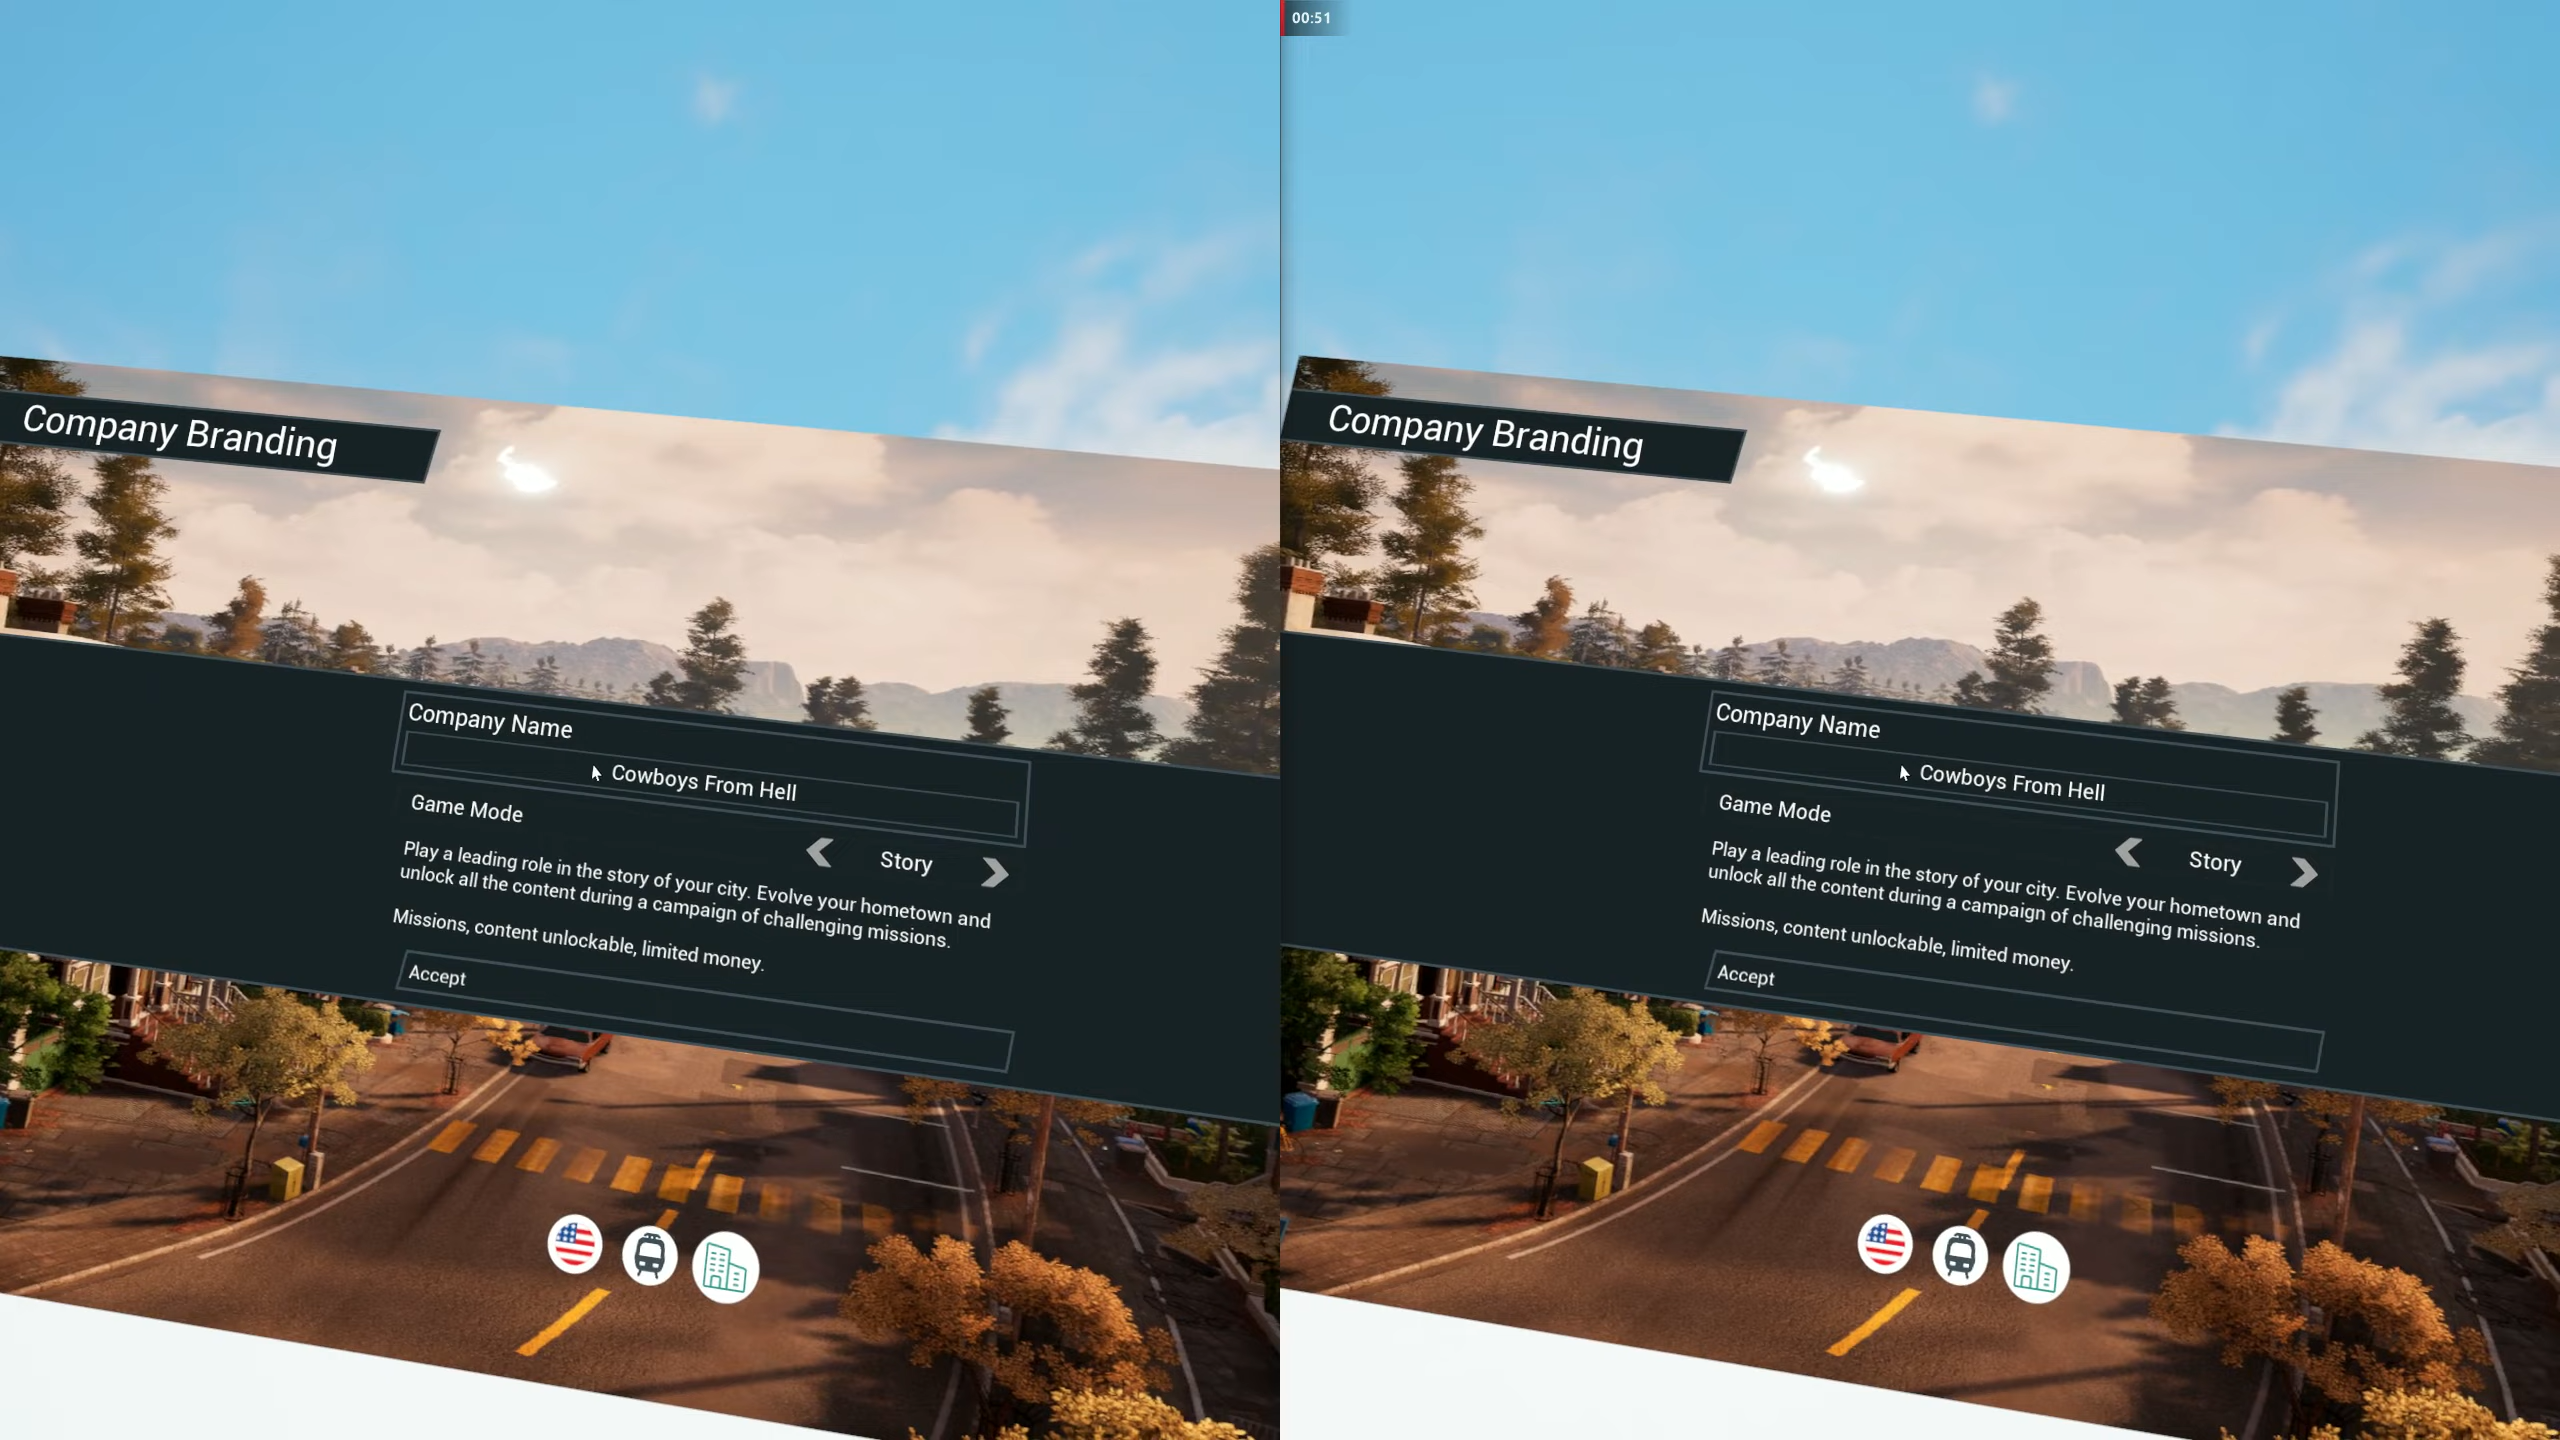 Company Branding
Company Name
Cowboys From Hell
Game Mode
Story
Play a leading role in the story of your city. Evolve your hometown and
unlock all the content during a campaign of challenging missions.
Missions, content unlockable, limited money.
Accept
00:51
Company Branding
Company Name
Cowboys From Hell
Game Mode
Story
Play a leading role in the story of your city. Evolve your hometown and
unlock all the content during a campaign of challenging missions.
Missions, content unlockable, limited money.
Accept